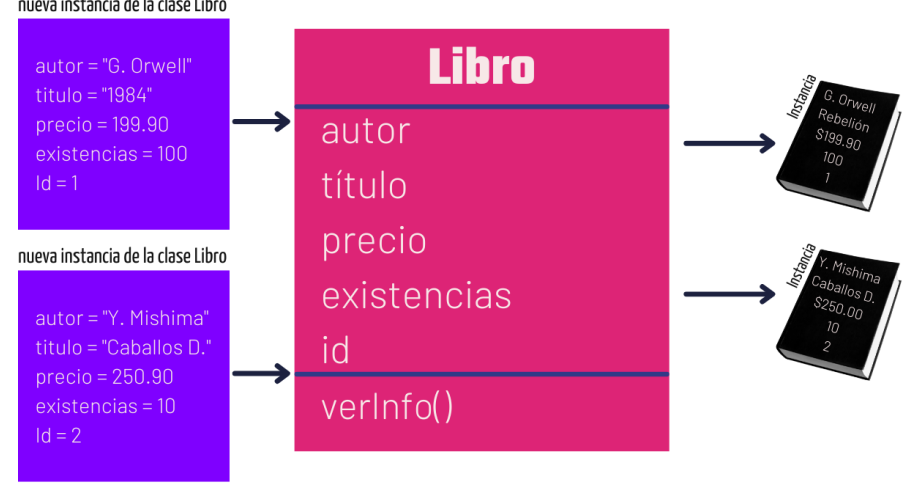 nueva instancia de la clase Libro
autor = "G. Orwell"
titulo = "1984"
precio = 199.90
existencias = 100
Id = 1
nueva instancia de la clase Libro
autor = "Y. Mishima"
titulo = "Caballos D."
precio = 250.90
existencias = 10
Id = 2
Libro
autor
título
precio
existencias
id
verInfo()
Instancia
G. Orwell
Rebelión
$199.90
100
1
Instancia
Y. Mishima
Caballos D.
$250.00
10
2